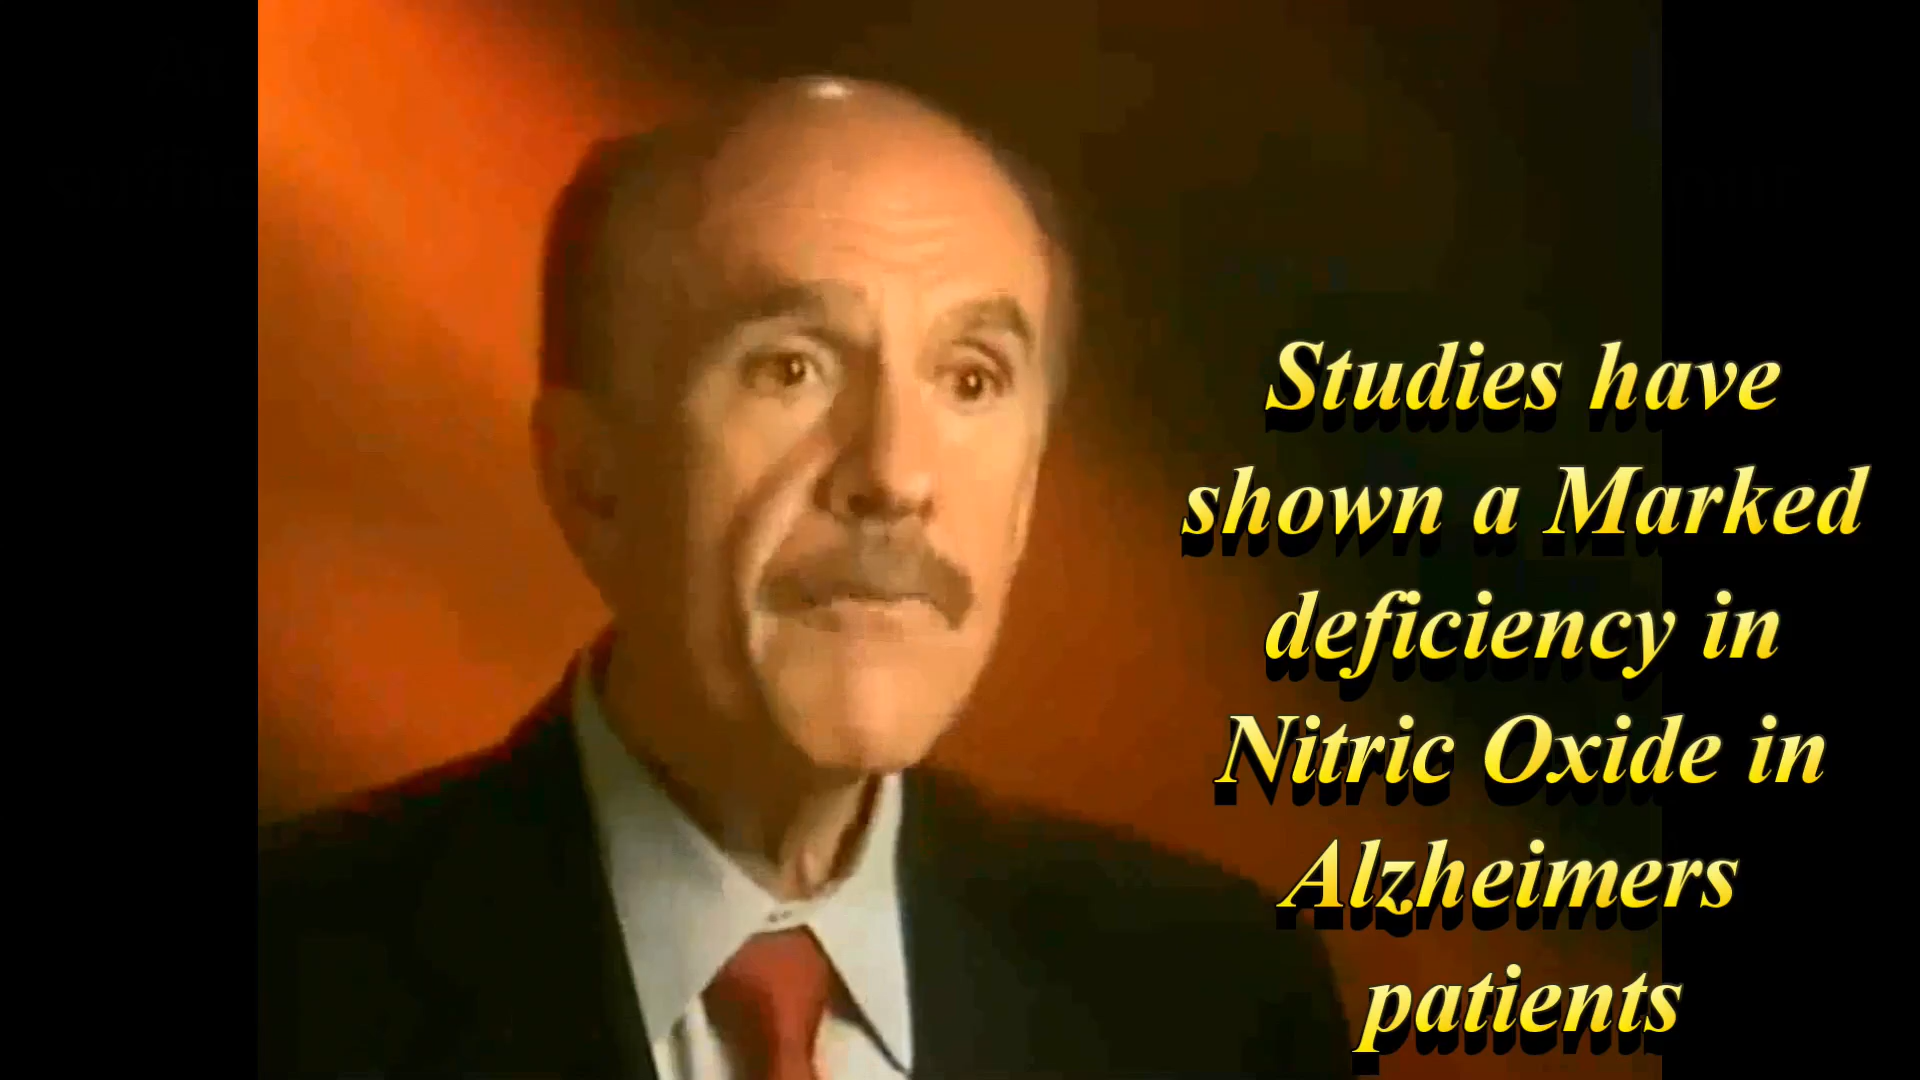 Studies have
shown a Marked
deficiency in
Nitric Oxide in
Alzheimers
patients